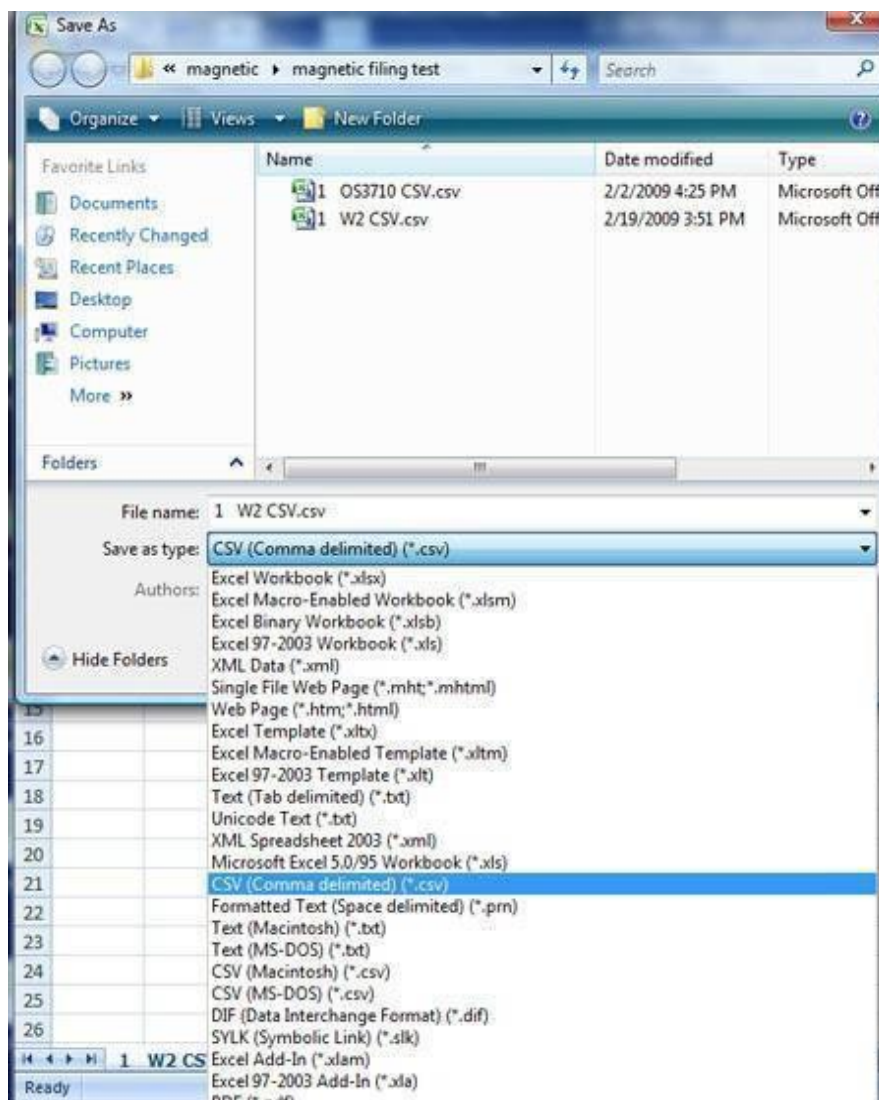 Save As
« magnetic ▸ magnetic filing test Search
Organize Views New Folder
Favorite Links
Documents
Recently Changed
Recent Places
Desktop
Computer
Pictures
More »
Folders
Name Date modified Type
1 OS3710 CSV.csv 2/2/2009 4:25 PM Microsoft Off
1 W2 CSV.csv 2/19/2009 3:51 PM Microsoft Off
File name: 1 W2 CSV.csv
Save as type: CSV (Comma delimited) (*.csv)
Authors:
Hide Folders
Excel Workbook (*.xlsx)
Excel Macro-Enabled Workbook (*.xlsm)
Excel Binary Workbook (*.xlsb)
Excel 97-2003 Workbook (*.xls)
XML Data (*.xml)
Single File Web Page (*.mht;*.mhtml)
Web Page (*.htm;*.html)
Excel Template (*.xltx)
Excel Macro-Enabled Template (*.xltm)
Excel 97-2003 Template (*.xlt)
Text (Tab delimited) (*.txt)
Unicode Text (*.txt)
XML Spreadsheet 2003 (*.xml)
Microsoft Excel 5.0/95 Workbook (*.xls)
CSV (Comma delimited) (*.csv)
Formatted Text (Space delimited) (*.prn)
Text (Macintosh) (*.txt)
Text (MS-DOS) (*.txt)
CSV (Macintosh) (*.csv)
CSV (MS-DOS) (*.csv)
DIF (Data Interchange Format) (*.dif)
SYLK (Symbolic Link) (*.slk)
Excel Add-In (*.xlam)
Excel 97-2003 Add-In (*.xla)
15
16
17
18
19
20
21
22
23
24
25
26
1 W2 CS
Ready